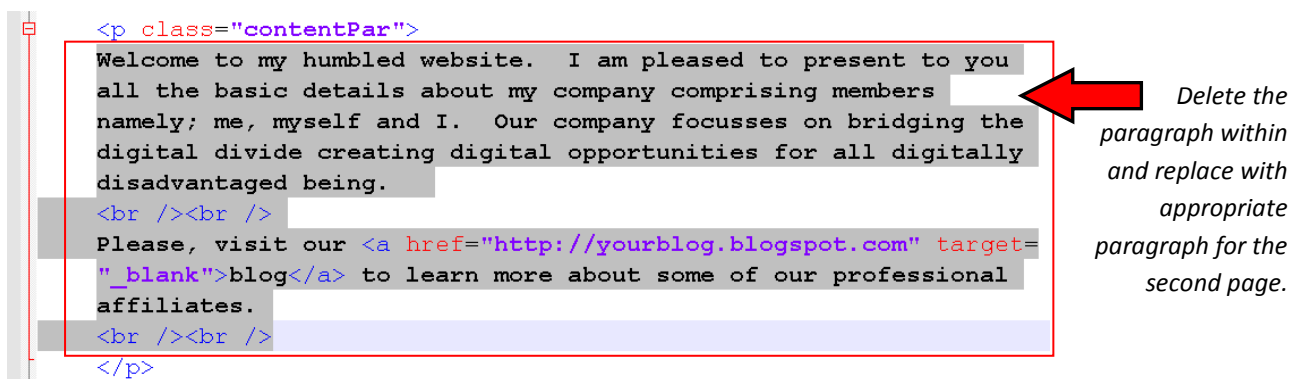 <p class="contentPar">
Welcome to my humbled website.  I am pleased to present to you
all the basic details about my company comprising members
namely; me, myself and I.  Our company focusses on bridging the
digital divide creating digital opportunities for all digitally
disadvantaged being.
<br /><br />
Please, visit our <a href="http://yourblog.blogspot.com" target=
"_blank">blog</a> to learn more about some of our professional
affiliates.
<br /><br />
</p>
Delete the
paragraph within
and replace with
appropriate
paragraph for the
second page.